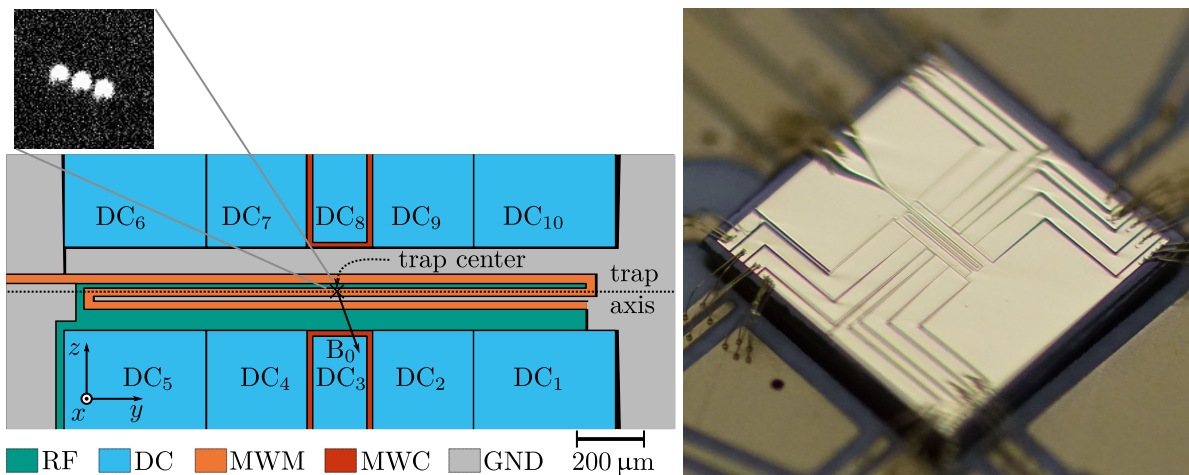 DC₆ DC₇ DC₈ DC₉ DC₁₀
trap center
trap
axis
B₀
z DC₅ DC₄ DC₃ DC₂ DC₁
x y
RF DC MWM MWC GND 200 µm